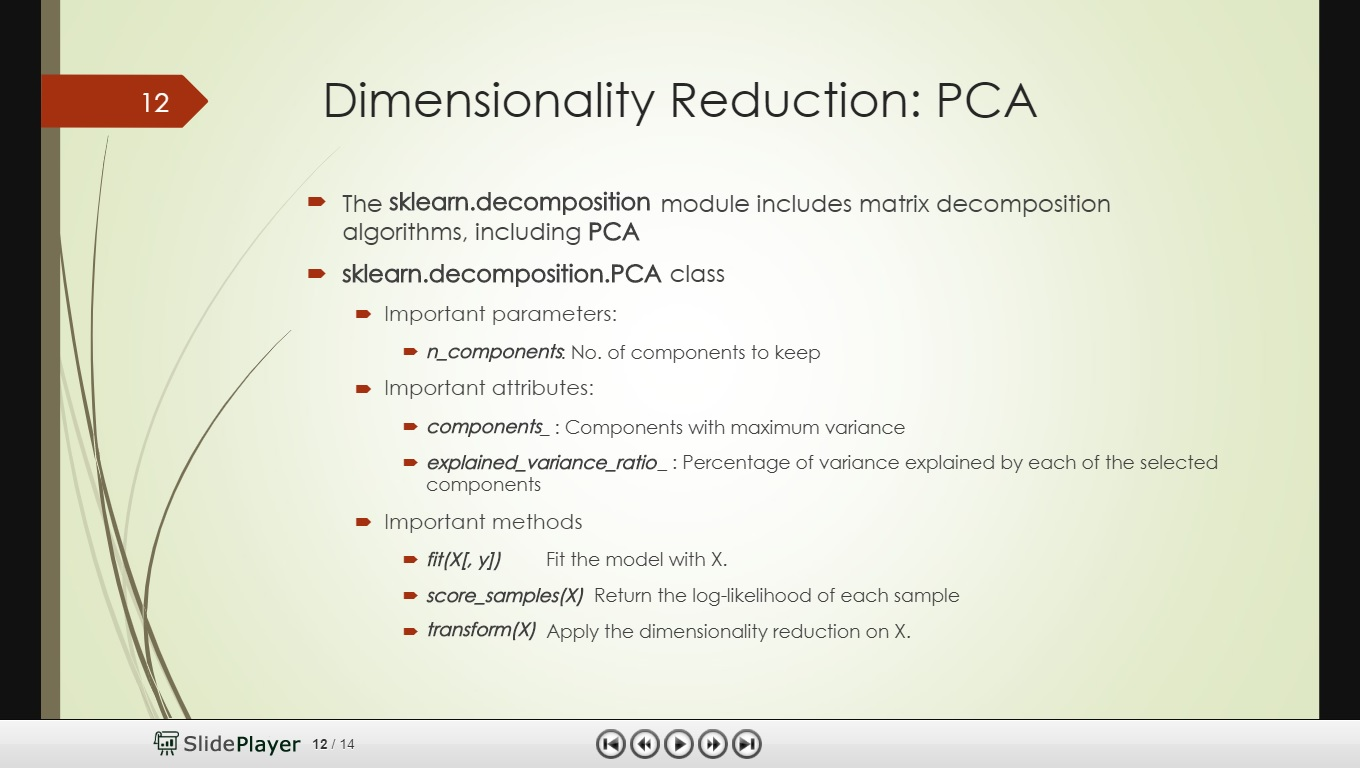 12
Dimensionality Reduction: PCA
The sklearn.decomposition module includes matrix decomposition
algorithms, including PCA
sklearn.decomposition.PCA class
Important parameters:
n_components: No. of components to keep
Important attributes:
components_ : Components with maximum variance
explained_variance_ratio_ : Percentage of variance explained by each of the selected
components
Important methods
fit(X[, y]) Fit the model with X.
score_samples(X) Return the log-likelihood of each sample
transform(X) Apply the dimensionality reduction on X.
SlidePlayer 12 / 14